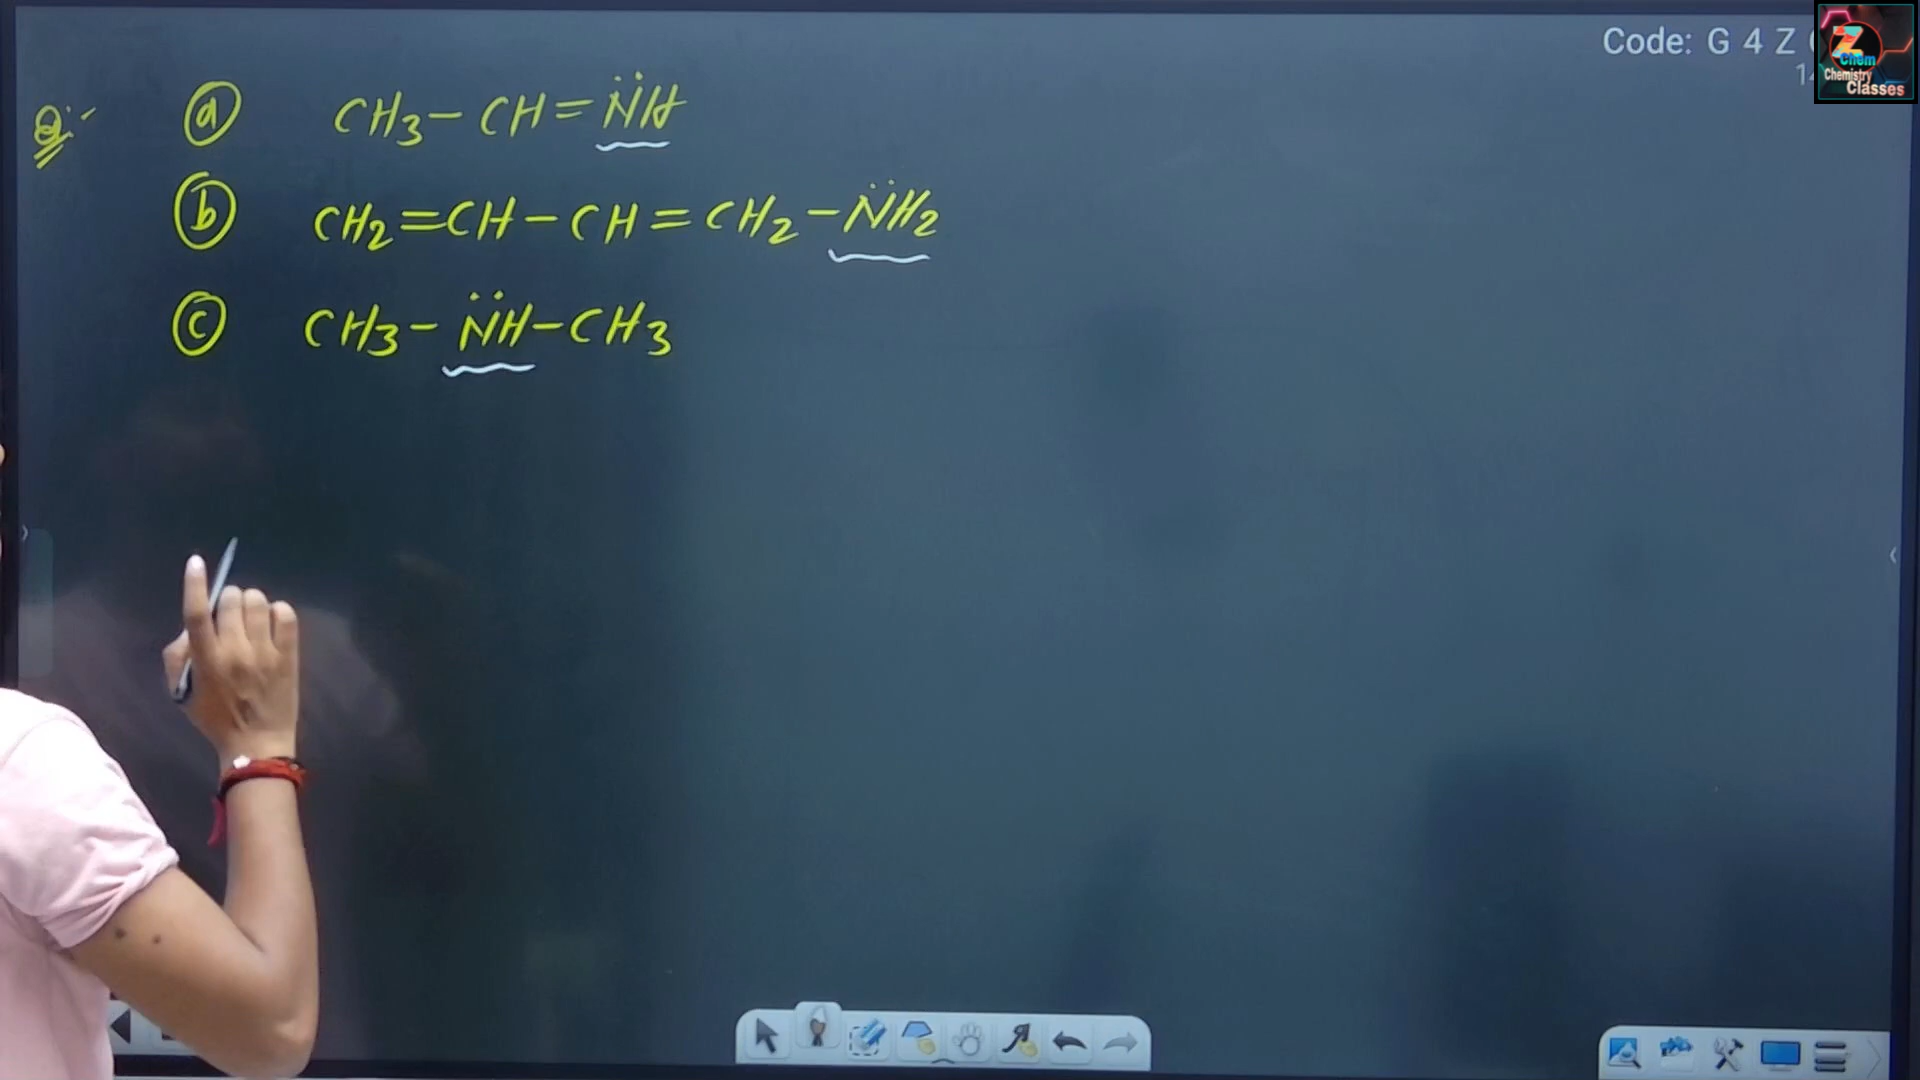 Code: G 4 Z
Z
Chem
Chemistry
Classes
Q:-
(a) CH3-CH=N̈H
(b) CH2=CH-CH=CH2-N̈H2
(c) CH3-N̈H-CH3